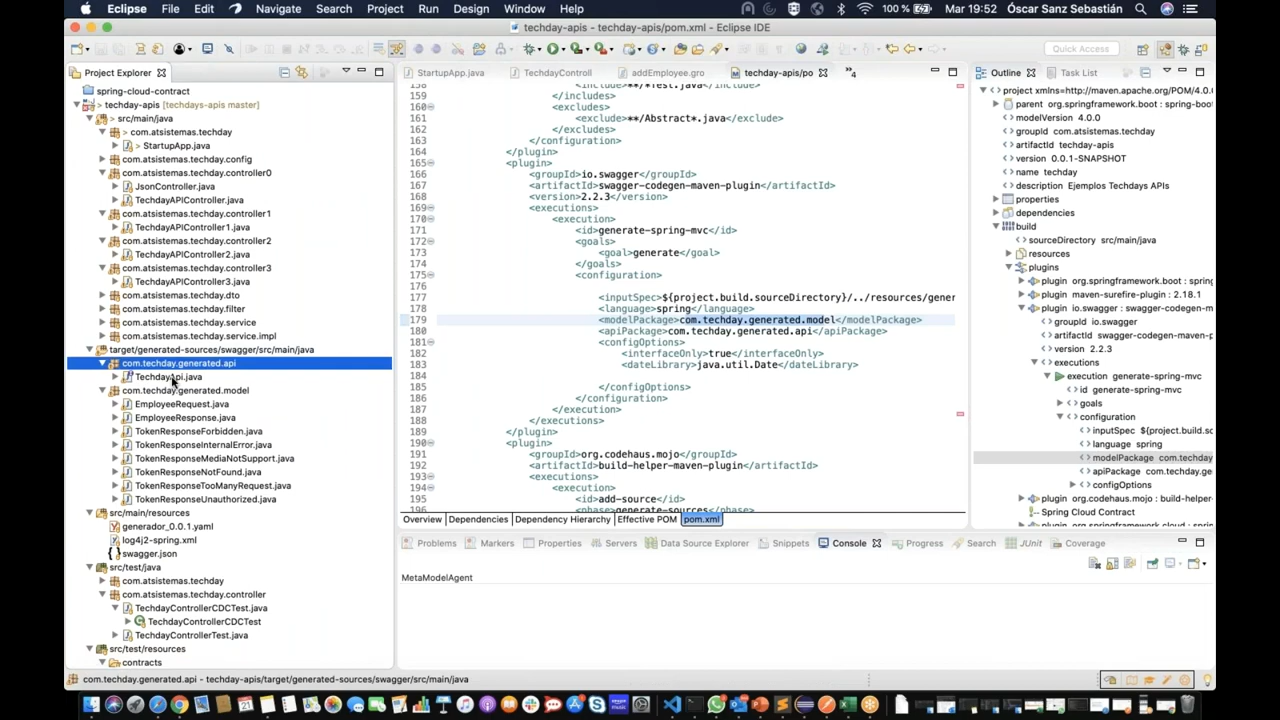 Eclipse File Edit Navigate Search Project Run Design Window Help 100 % Mar 19:52 Óscar Sanz Sebastián
techday-apis - techday-apis/pom.xml - Eclipse IDE
Quick Access
Project Explorer
spring-cloud-contract
> techday-apis [techdays-apis master]
> src/main/java
> com.atsistemas.techday
> StartupApp.java
com.atsistemas.techday.config
com.atsistemas.techday.controller0
JsonController.java
TechdayAPIController.java
com.atsistemas.techday.controller1
TechdayAPIController1.java
com.atsistemas.techday.controller2
TechdayAPIController2.java
com.atsistemas.techday.controller3
TechdayAPIController3.java
com.atsistemas.techday.dto
com.atsistemas.techday.filter
com.atsistemas.techday.service
com.atsistemas.techday.service.impl
target/generated-sources/swagger/src/main/java
com.techday.generated.api
TechdayApi.java
com.techday.generated.model
EmployeeRequest.java
EmployeeResponse.java
TokenResponseForbidden.java
TokenResponseInternalError.java
TokenResponseMediaNotSupport.java
TokenResponseNotFound.java
TokenResponseTooManyRequest.java
TokenResponseUnauthorized.java
src/main/resources
generador_0.0.1.yaml
log4j2-spring.xml
swagger.json
src/test/java
com.atsistemas.techday
com.atsistemas.techday.controller
TechdayControllerCDCTest.java
TechdayControllerCDCTest
TechdayControllerTest.java
src/test/resources
contracts
StartupApp.java TechdayControll addEmployee.gro techday-apis/po 4
158 <include>**/*Test.java</include>
159 </includes>
160 <excludes>
161 <exclude>**/Abstract*.java</exclude>
162 </excludes>
163 </configuration>
164 </plugin>
165 <plugin>
166 <groupId>io.swagger</groupId>
167 <artifactId>swagger-codegen-maven-plugin</artifactId>
168 <version>2.2.3</version>
169 <executions>
170 <execution>
171 <id>generate-spring-mvc</id>
172 <goals>
173 <goal>generate</goal>
174 </goals>
175 <configuration>
176
177 <inputSpec>${project.build.sourceDirectory}/../resources/gener
178 <language>spring</language>
179 <modelPackage>com.techday.generated.model</modelPackage>
180 <apiPackage>com.techday.generated.api</apiPackage>
181 <configOptions>
182 <interfaceOnly>true</interfaceOnly>
183 <dateLibrary>java.util.Date</dateLibrary>
184
185 </configOptions>
186 </configuration>
187 </execution>
188 </executions>
189 </plugin>
190 <plugin>
191 <groupId>org.codehaus.mojo</groupId>
192 <artifactId>build-helper-maven-plugin</artifactId>
193 <executions>
194 <execution>
195 <id>add-source</id>
196 <phase>generate-sources</phase>
Overview Dependencies Dependency Hierarchy Effective POM pom.xml
Outline Task List
project xmlns=http://maven.apache.org/POM/4.0.
parent org.springframework.boot : spring-boot
modelVersion 4.0.0
groupId com.atsistemas.techday
artifactId techday-apis
version 0.0.1-SNAPSHOT
name techday
description Ejemplos Techdays APIs
properties
dependencies
build
sourceDirectory src/main/java
resources
plugins
plugin org.springframework.boot : spring-
plugin maven-surefire-plugin : 2.18.1
plugin io.swagger : swagger-codegen-m
groupId io.swagger
artifactId swagger-codegen-mave
version 2.2.3
executions
execution generate-spring-mvc
id generate-spring-mvc
goals
configuration
inputSpec ${project.build.so
language spring
modelPackage com.techday
apiPackage com.techday.ge
configOptions
plugin org.codehaus.mojo : build-helper-
Spring Cloud Contract
plugin org.springframework.cloud : spring
Problems Markers Properties Servers Data Source Explorer Snippets Console Progress Search JUnit Coverage
MetaModelAgent
com.techday.generated.api - techday-apis/target/generated-sources/swagger/src/main/java